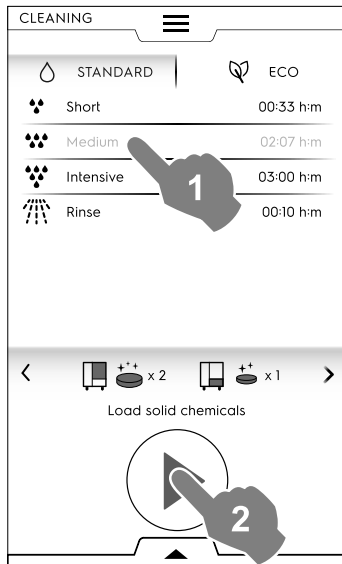 CLEANING
STANDARD ECO
Short 00:33 h:m
Medium 02:07 h:m
Intensive 03:00 h:m
Rinse 00:10 h:m
1
x 2 x 1
Load solid chemicals
2